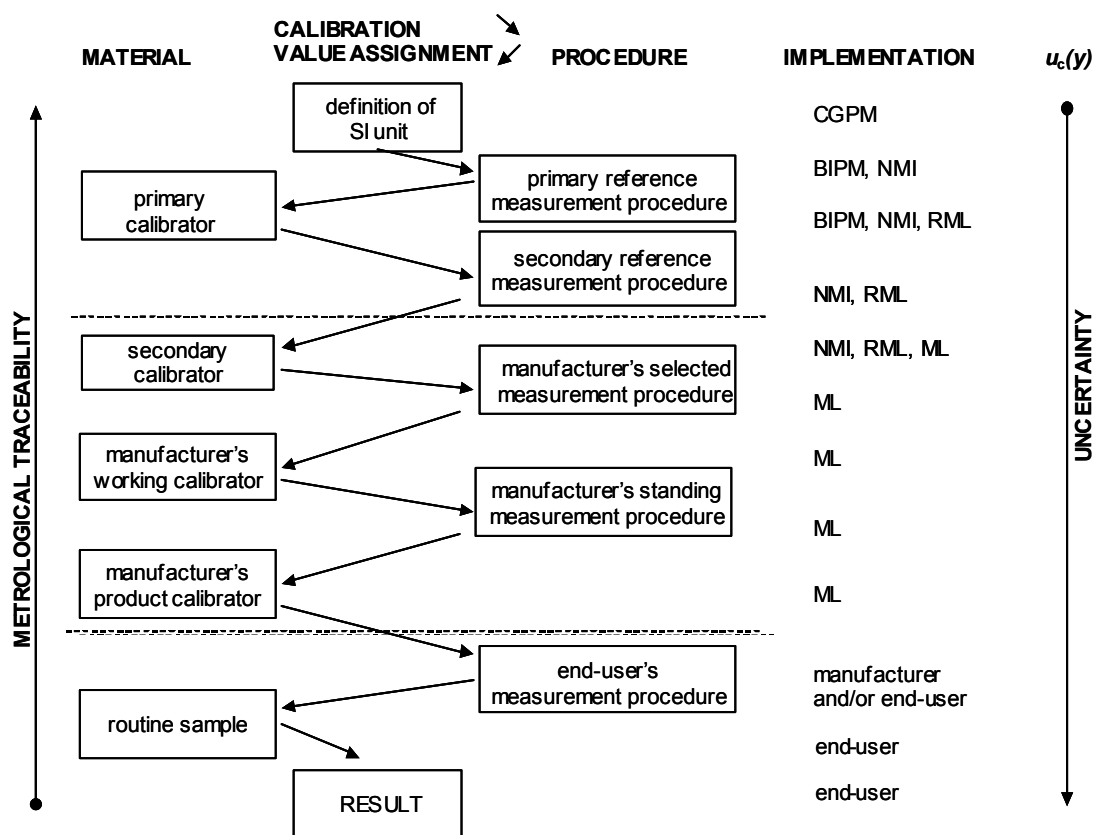 CALIBRATION
VALUE ASSIGNMENT
MATERIAL
PROCEDURE
IMPLEMENTATION
uc(y)
definition of
SI unit
CGPM
primary reference
measurement procedure
BIPM, NMI
primary
calibrator
BIPM, NMI, RML
secondary reference
measurement procedure
NMI, RML
secondary
calibrator
NMI, RML, ML
manufacturer's selected
measurement procedure
ML
manufacturer's
working calibrator
ML
manufacturer's standing
measurement procedure
ML
manufacturer's
product calibrator
ML
end-user's
measurement procedure
manufacturer
and/or end-user
routine sample
end-user
RESULT
end-user
METROLOGICAL TRACEABILITY
UNCERTAINTY